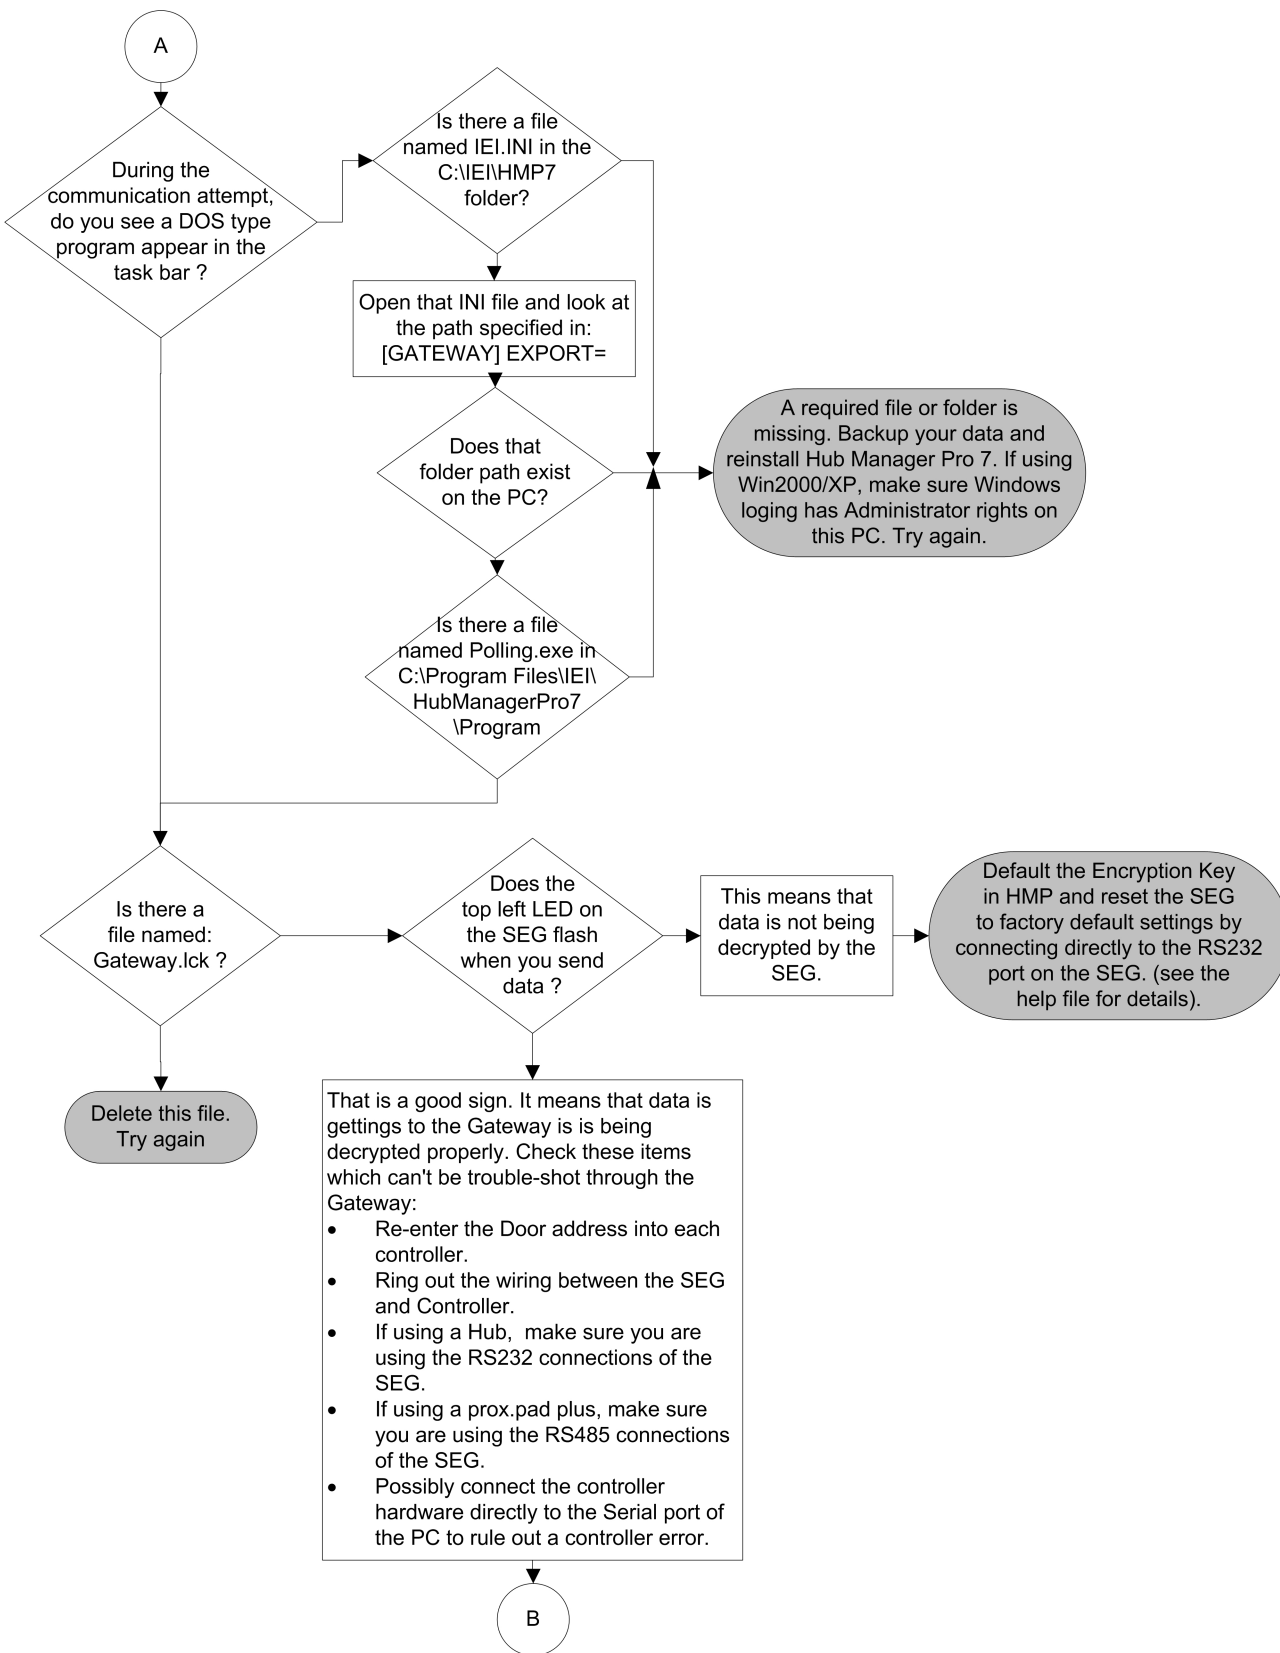 A
During the
communication attempt,
do you see a DOS type
program appear in the
task bar ?
Is there a file
named IEI.INI in the
C:\IEI\HMP7
folder?
Open that INI file and look at
the path specified in:
[GATEWAY] EXPORT=
Does that
folder path exist
on the PC?
A required file or folder is
missing. Backup your data and
reinstall Hub Manager Pro 7. If using
Win2000/XP, make sure Windows
loging has Administrator rights on
this PC. Try again.
Is there a file
named Polling.exe in
C:\Program Files\IEI\
HubManagerPro7
\Program
Is there a
file named:
Gateway.lck ?
Does the
top left LED on
the SEG flash
when you send
data ?
This means that
data is not being
decrypted by the
SEG.
Default the Encryption Key
in HMP and reset the SEG
to factory default settings by
connecting directly to the RS232
port on the SEG. (see the
help file for details).
Delete this file.
Try again
That is a good sign. It means that data is
gettings to the Gateway is is being
decrypted properly. Check these items
which can't be trouble-shot through the
Gateway:
• Re-enter the Door address into each
controller.
• Ring out the wiring between the SEG
and Controller.
• If using a Hub,  make sure you are
using the RS232 connections of the
SEG.
• If using a prox.pad plus, make sure
you are using the RS485 connections
of the SEG.
• Possibly connect the controller
hardware directly to the Serial port of
the PC to rule out a controller error.
B